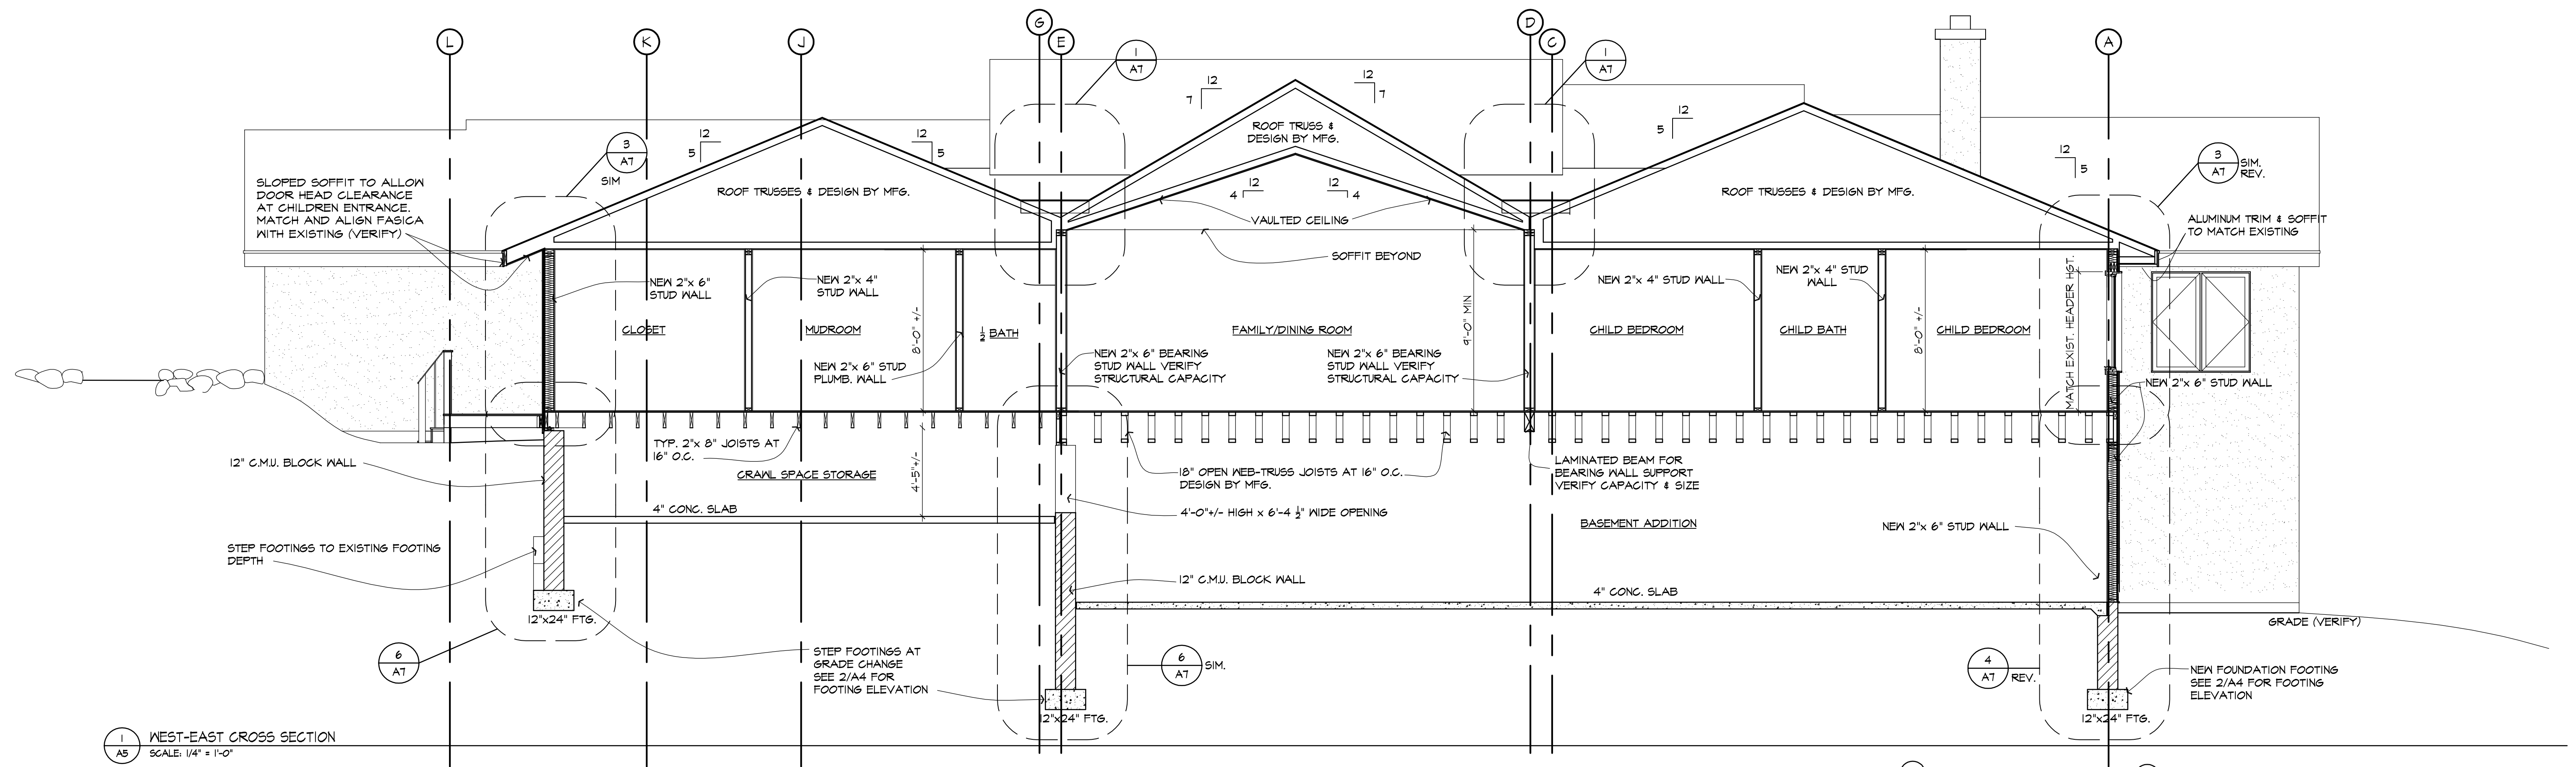 G
D
L
K
J
E
C
A
1
A7
1
A7
12
7
12
7
12
5
12
5
12
5
12
5
3
A7
SIM
3
A7
SIM.
REV.
ROOF TRUSS &
DESIGN BY MFG.
SLOPED SOFFIT TO ALLOW
DOOR HEAD CLEARANCE
AT CHILDREN ENTRANCE.
MATCH AND ALIGN FASICA
WITH EXISTING (VERIFY)
ROOF TRUSSES & DESIGN BY MFG.
12
4
12
4
ROOF TRUSSES & DESIGN BY MFG.
VAULTED CEILING
ALUMINUM TRIM & SOFFIT
TO MATCH EXISTING
SOFFIT BEYOND
NEW 2"x 6"
STUD WALL
NEW 2"x 4"
STUD WALL
NEW 2"x 4" STUD WALL
NEW 2"x 4" STUD
WALL
CLOSET
MUDROOM
8'-0" +/-
½ BATH
FAMILY/DINING ROOM
9'-0" MIN
CHILD BEDROOM
CHILD BATH
8'-0" +/-
CHILD BEDROOM
MATCH EXIST. HEADER HGT.
NEW 2"x 6" STUD
PLUMB. WALL
NEW 2"x 6" BEARING
STUD WALL VERIFY
STRUCTURAL CAPACITY
NEW 2"x 6" BEARING
STUD WALL VERIFY
STRUCTURAL CAPACITY
NEW 2"x 6" STUD WALL
TYP. 2"x 8" JOISTS AT
16" O.C.
12" C.M.U. BLOCK WALL
CRAWL SPACE STORAGE
4'-5"+/-
18" OPEN WEB-TRUSS JOISTS AT 16" O.C.
DESIGN BY MFG.
LAMINATED BEAM FOR
BEARING WALL SUPPORT
VERIFY CAPACITY & SIZE
4" CONC. SLAB
4'-0"+/- HIGH x 6'-4 ½" WIDE OPENING
BASEMENT ADDITION
NEW 2"x 6" STUD WALL
STEP FOOTINGS TO EXISTING FOOTING
DEPTH
12" C.M.U. BLOCK WALL
4" CONC. SLAB
12"x24" FTG.
GRADE (VERIFY)
6
A7
STEP FOOTINGS AT
GRADE CHANGE
SEE 2/A4 FOR
FOOTING ELEVATION
6
A7
SIM.
4
A7
REV.
NEW FOUNDATION FOOTING
SEE 2/A4 FOR FOOTING
ELEVATION
12"x24" FTG.
12"x24" FTG.
1
A5
WEST-EAST CROSS SECTION
SCALE: 1/4" = 1'-0"